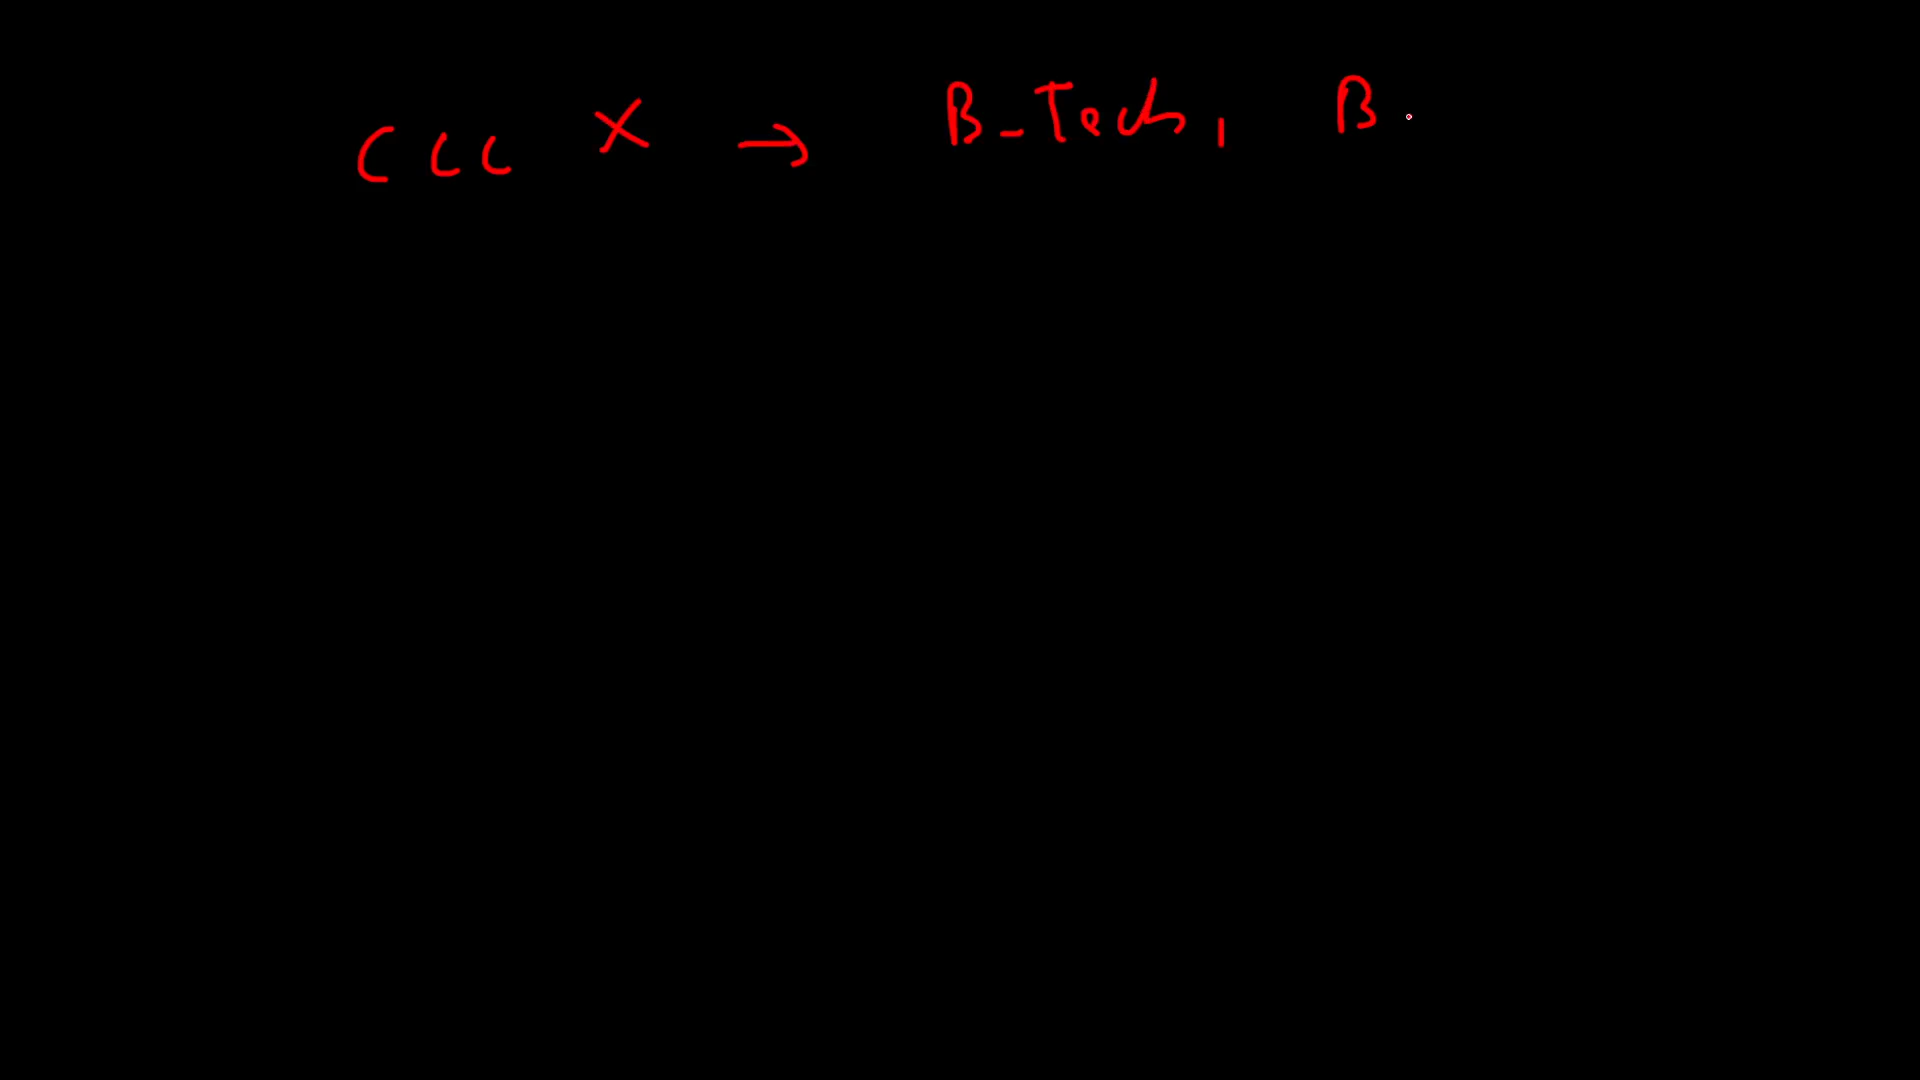 CCC X → B-Tech, B